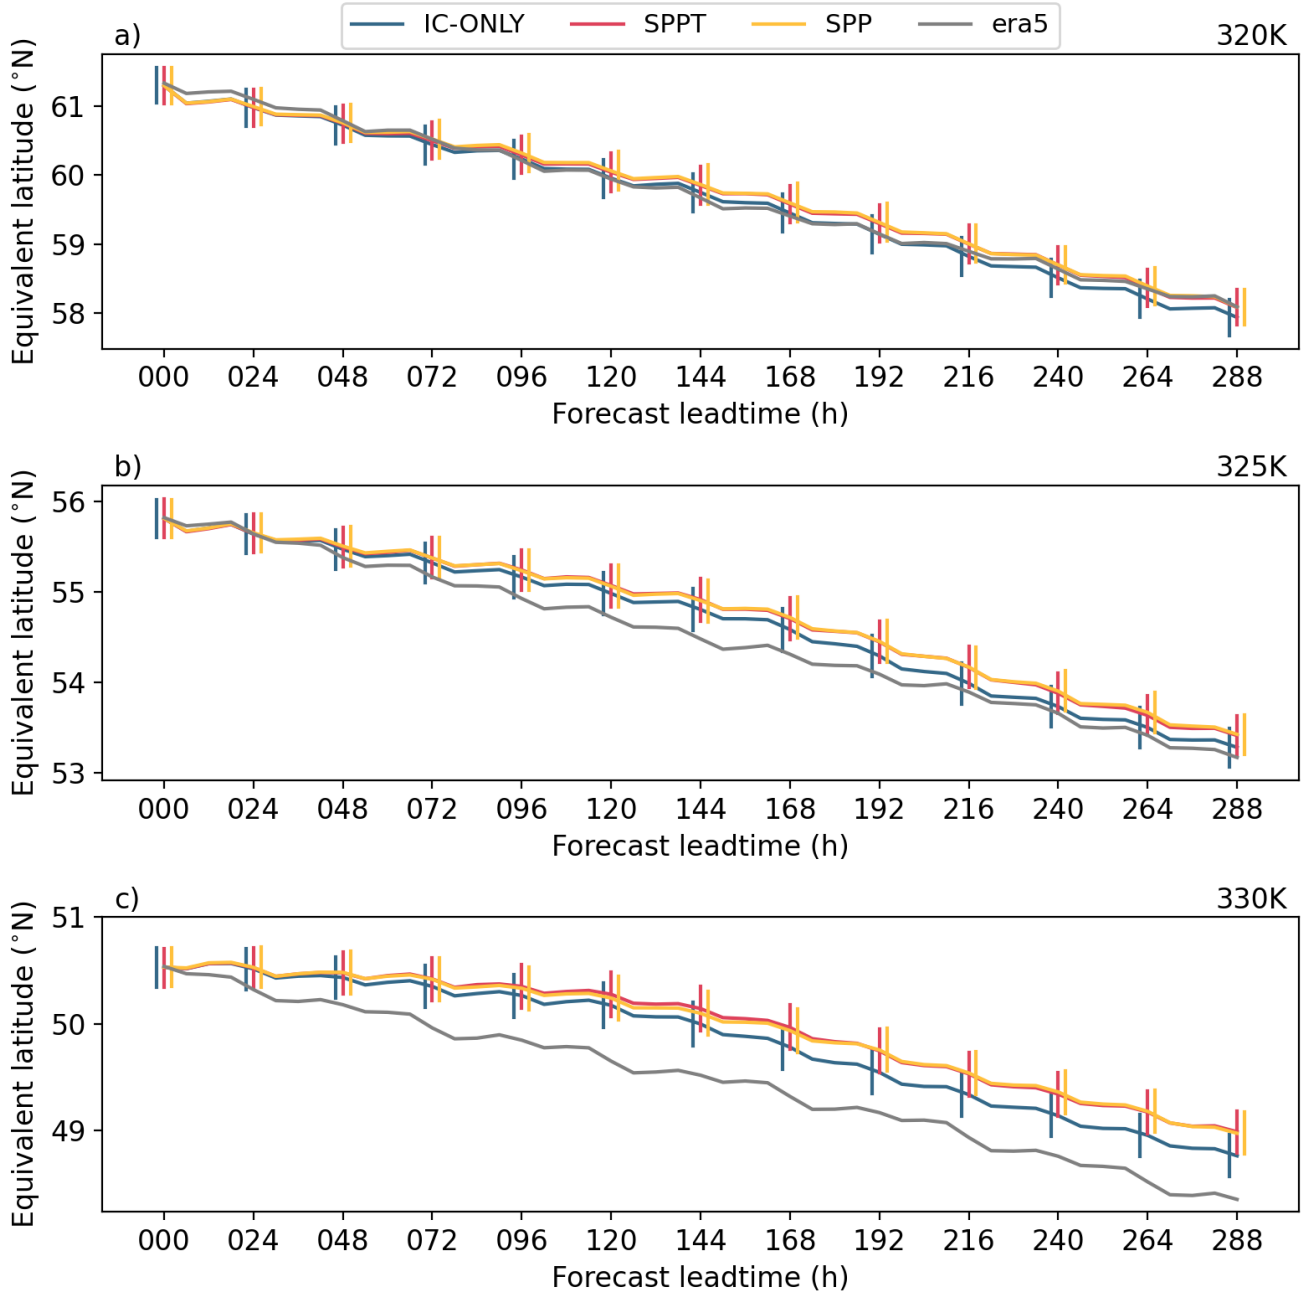 IC-ONLY SPPT SPP era5
a) 320K
Equivalent latitude (°N)
61
60
59
58
000 024 048 072 096 120 144 168 192 216 240 264 288
Forecast leadtime (h)
b) 325K
Equivalent latitude (°N)
56
55
54
53
000 024 048 072 096 120 144 168 192 216 240 264 288
Forecast leadtime (h)
c) 330K
Equivalent latitude (°N)
51
50
49
000 024 048 072 096 120 144 168 192 216 240 264 288
Forecast leadtime (h)